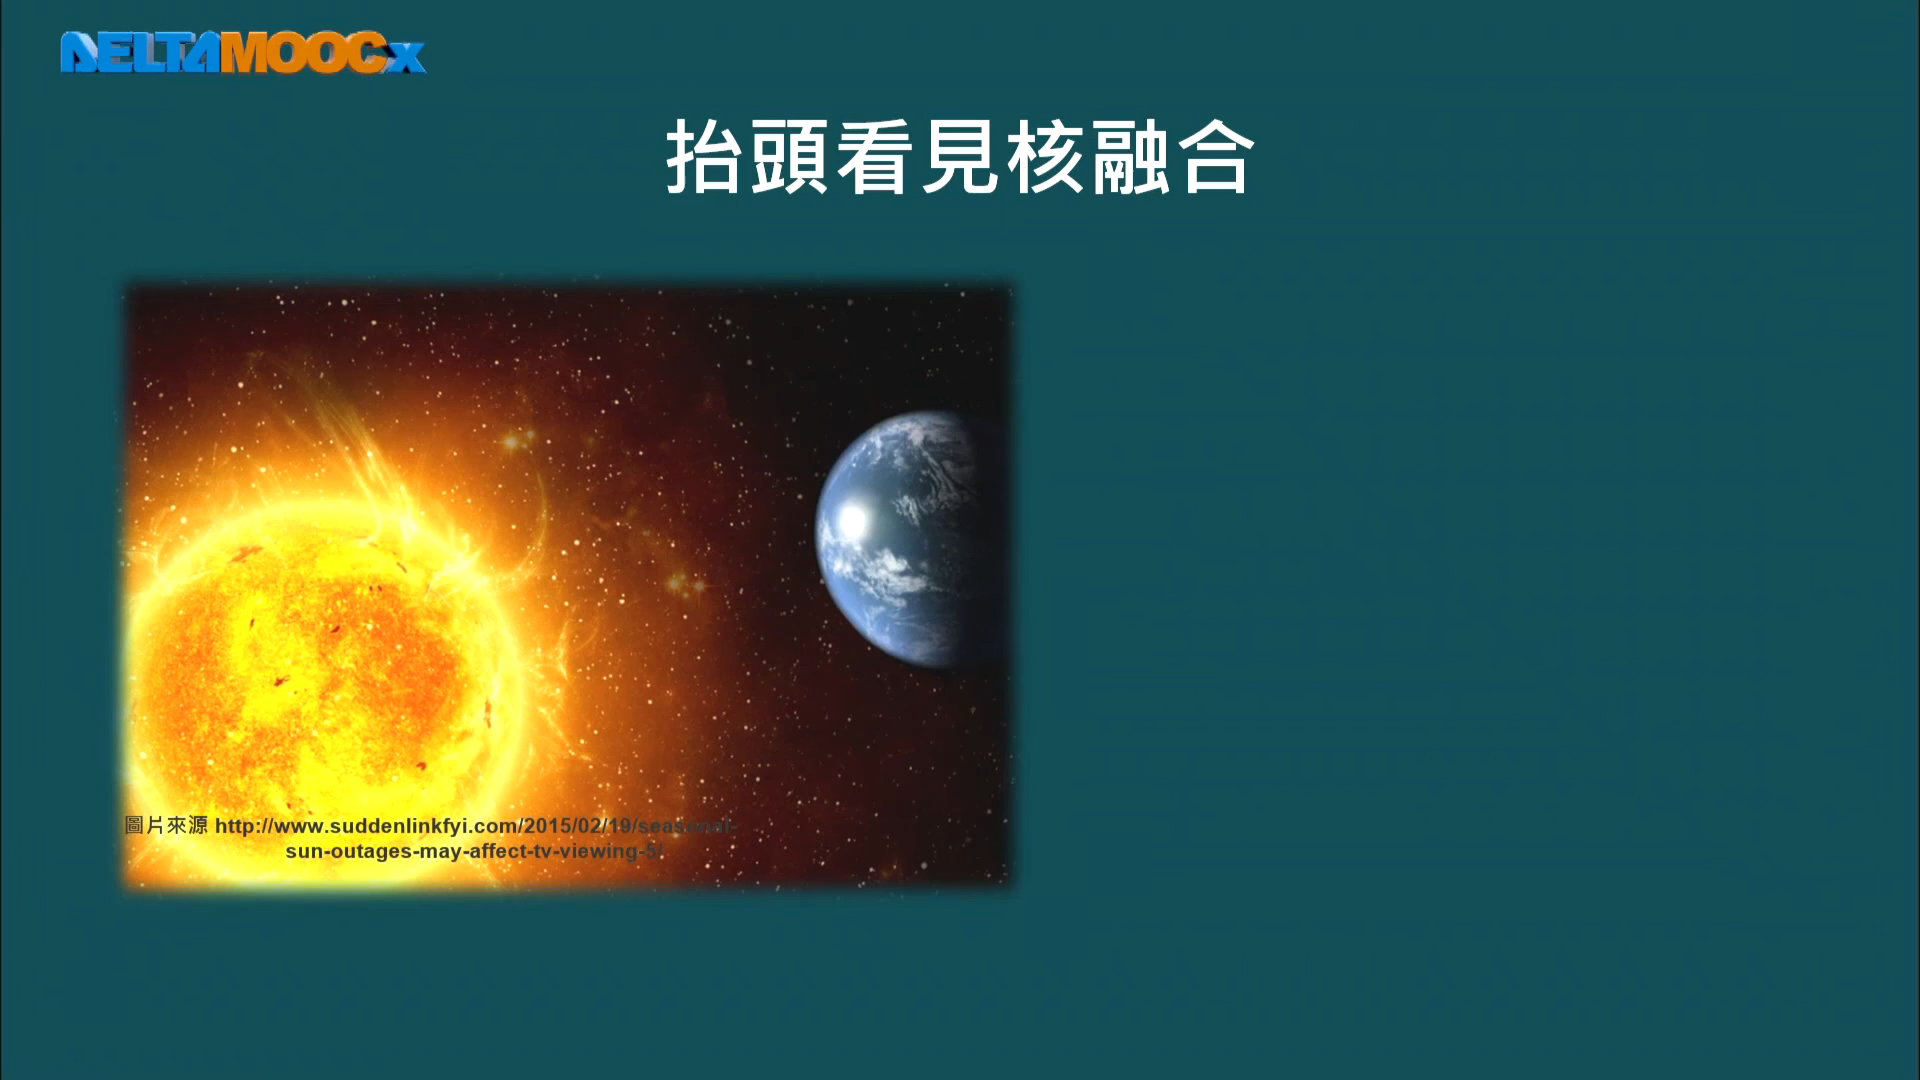 DELTAMOOCx
抬頭看見核融合
圖片來源 http://www.suddenlinkfyi.com/2015/02/19/seasonal-
sun-outages-may-affect-tv-viewing-5/